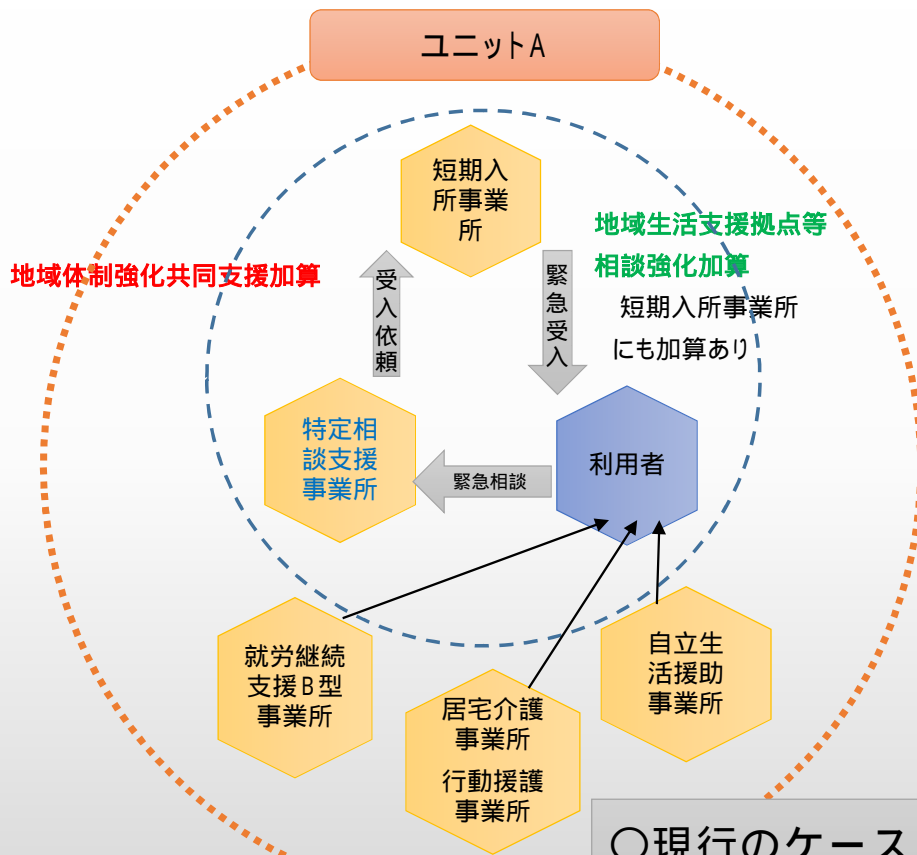 ユニットA
短期入
所事業
所
地域生活支援拠点等
相談強化加算
短期入所事業所
にも加算あり
地域体制強化共同支援加算
受入依頼
緊急受入
特定相
談支援
事業所
緊急相談
利用者
就労継続
支援B型
事業所
居宅介護
事業所
行動援護
事業所
自立生
活援助
事業所
〇現行のケース